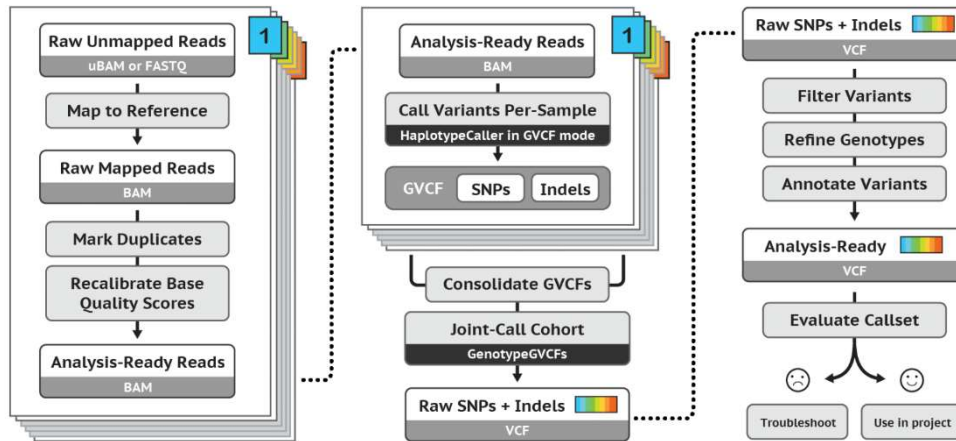 1
Raw Unmapped Reads
uBAM or FASTQ
Map to Reference
Raw Mapped Reads
BAM
Mark Duplicates
Recalibrate Base
Quality Scores
Analysis-Ready Reads
BAM
1
Analysis-Ready Reads
BAM
Call Variants Per-Sample
HaplotypeCaller in GVCF mode
GVCF SNPs Indels
Consolidate GVCFs
Joint-Call Cohort
GenotypeGVCFs
Raw SNPs + Indels
VCF
Raw SNPs + Indels
VCF
Filter Variants
Refine Genotypes
Annotate Variants
Analysis-Ready
VCF
Evaluate Callset
Troubleshoot
Use in project